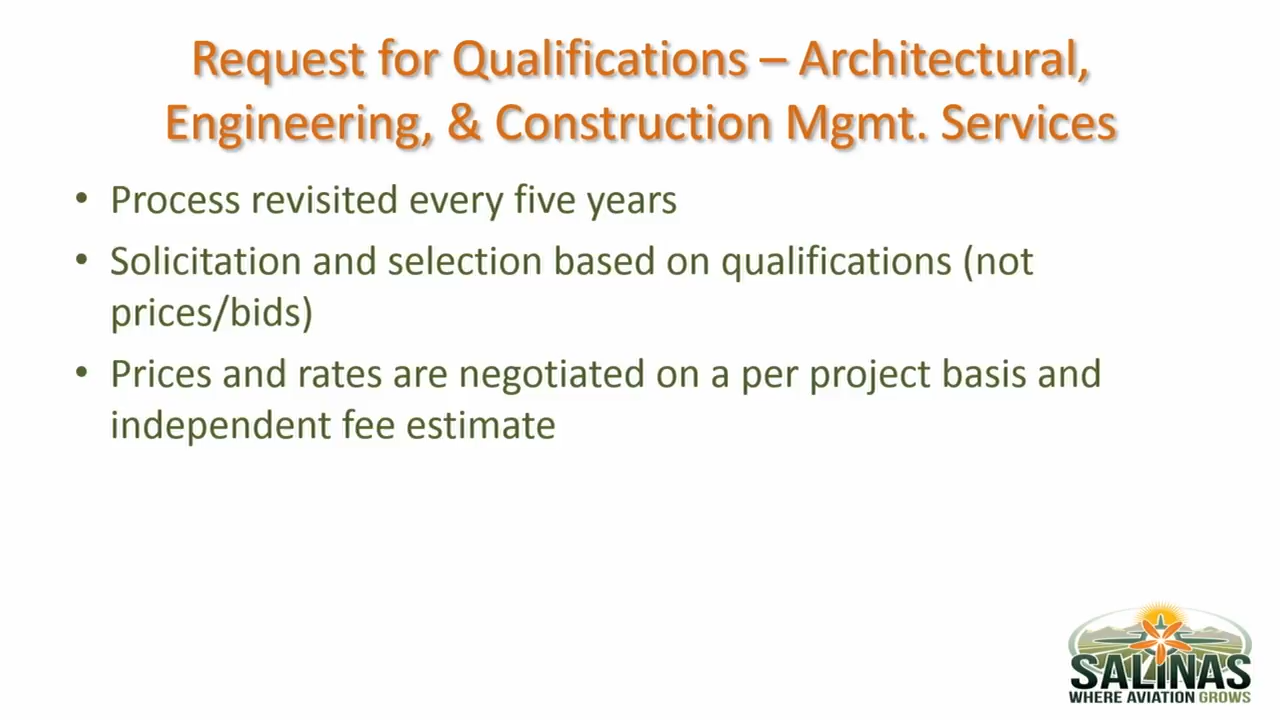 Request for Qualifications – Architectural,
Engineering, & Construction Mgmt. Services
• Process revisited every five years
• Solicitation and selection based on qualifications (not
prices/bids)
• Prices and rates are negotiated on a per project basis and
independent fee estimate
SALINAS
WHERE AVIATION GROWS